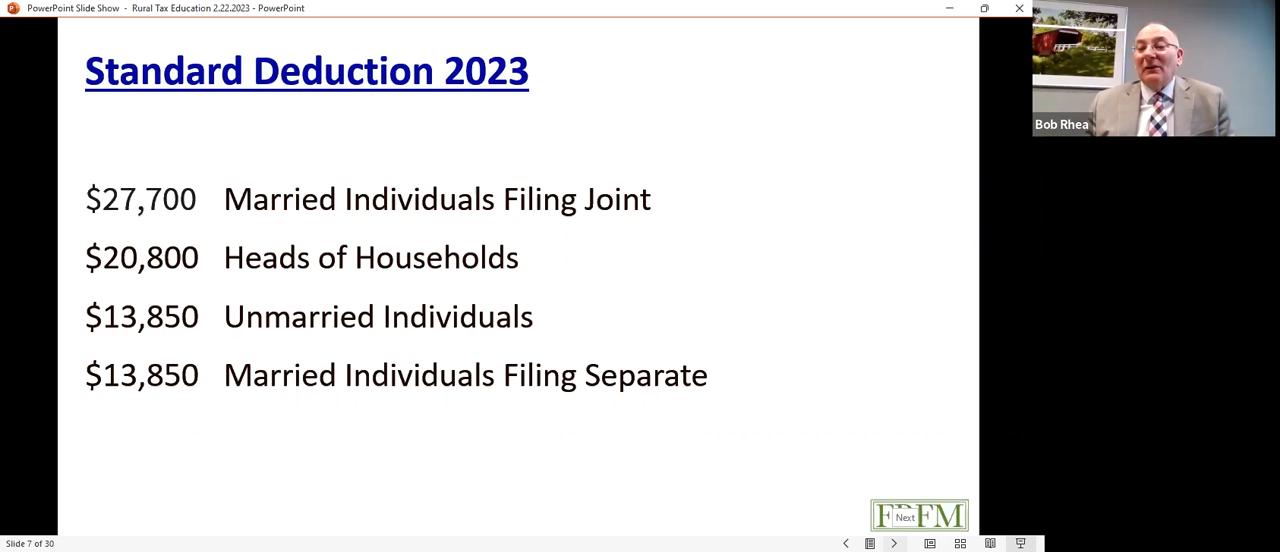 PowerPoint Slide Show - Rural Tax Education 2.22.2023 - PowerPoint
Standard Deduction 2023
$27,700 Married Individuals Filing Joint
$20,800 Heads of Households
$13,850 Unmarried Individuals
$13,850 Married Individuals Filing Separate
Bob Rhea
Next
Slide 7 of 30